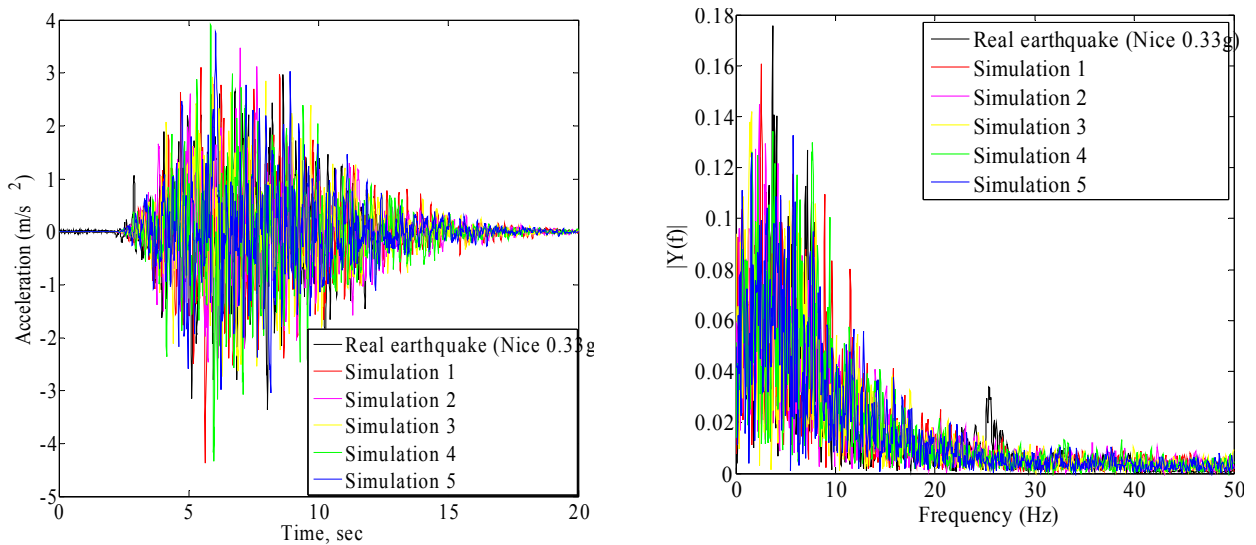 4
3
2
1
0
-1
-2
-3
-4
-5
Acceleration (m/s 2)
0 5 10 15 20
Time, sec
Real earthquake (Nice 0.33g
Simulation 1
Simulation 2
Simulation 3
Simulation 4
Simulation 5
0.18
0.16
0.14
0.12
0.1
0.08
0.06
0.04
0.02
0
|Y(f)|
0 10 20 30 40 50
Frequency (Hz)
Real earthquake (Nice 0.33g)
Simulation 1
Simulation 2
Simulation 3
Simulation 4
Simulation 5